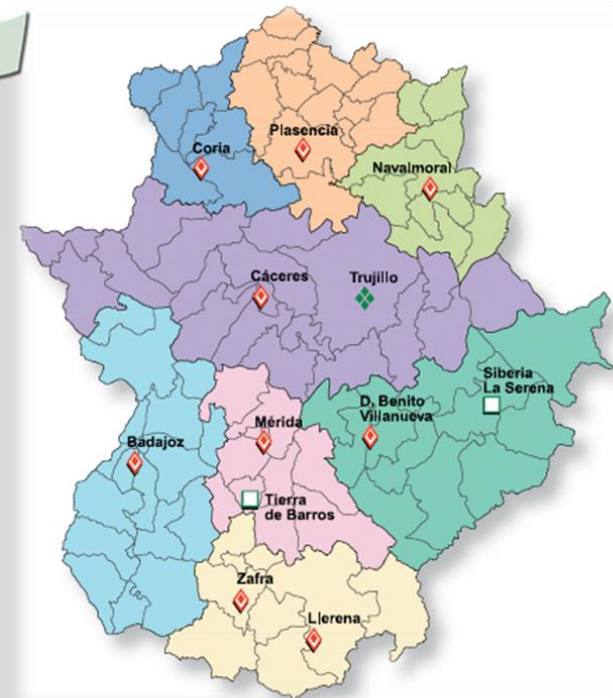 Plasencia
Coria
Navalmoral
Cáceres
Trujillo
Siberia
La Serena
D. Benito
Villanueva
Mérida
Badajoz
Tierra
de Barros
Zafra
Llerena